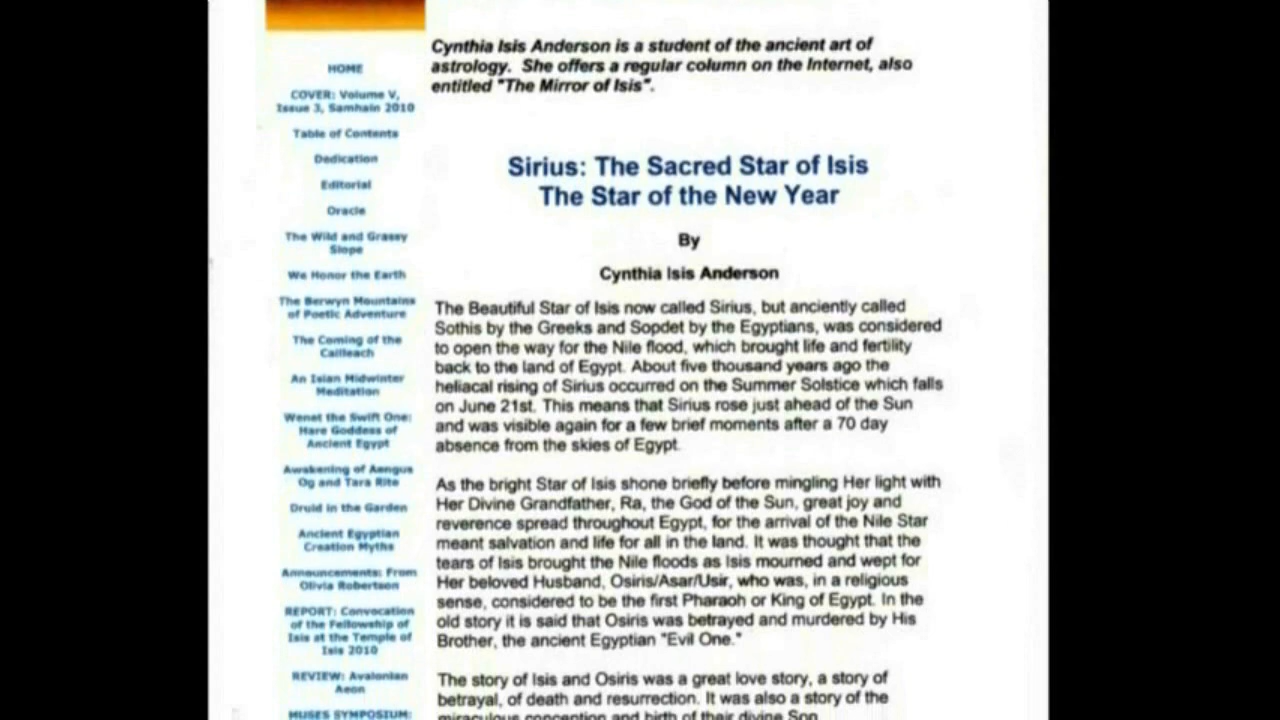 HOME
COVER: Volume V,
Issue 3, Samhain 2010
Table of Contents
Dedication
Editorial
Oracle
The Wild and Grassy
Slope
We Honor the Earth
The Berwyn Mountains
of Poetic Adventure
The Coming of the
Cailleach
An Isian Midwinter
Meditation
Wenet the Swift One:
Hare Goddess of
Ancient Egypt
Awakening of Aengus
Og and Tara Rite
Druid in the Garden
Ancient Egyptian
Creation Myths
Announcements: From
Olivia Robertson
REPORT: Convocation
of the Fellowship of
Isis at the Temple of
Isis 2010
REVIEW: Avalonian
Aeon
MUSES SYMPOSIUM:
Cynthia Isis Anderson is a student of the ancient art of
astrology. She offers a regular column on the Internet, also
entitled "The Mirror of Isis".
Sirius: The Sacred Star of Isis
The Star of the New Year
By
Cynthia Isis Anderson
The Beautiful Star of Isis now called Sirius, but anciently called
Sothis by the Greeks and Sopdet by the Egyptians, was considered
to open the way for the Nile flood, which brought life and fertility
back to the land of Egypt. About five thousand years ago the
heliacal rising of Sirius occurred on the Summer Solstice which falls
on June 21st. This means that Sirius rose just ahead of the Sun
and was visible again for a few brief moments after a 70 day
absence from the skies of Egypt.
As the bright Star of Isis shone briefly before mingling Her light with
Her Divine Grandfather, Ra, the God of the Sun, great joy and
reverence spread throughout Egypt, for the arrival of the Nile Star
meant salvation and life for all in the land. It was thought that the
tears of Isis brought the Nile floods as Isis mourned and wept for
Her beloved Husband, Osiris/Asar/Usir, who was, in a religious
sense, considered to be the first Pharaoh or King of Egypt. In the
old story it is said that Osiris was betrayed and murdered by His
Brother, the ancient Egyptian "Evil One."
The story of Isis and Osiris was a great love story, a story of
betrayal, of death and resurrection. It was also a story of the
miraculous conception and birth of their divine Son